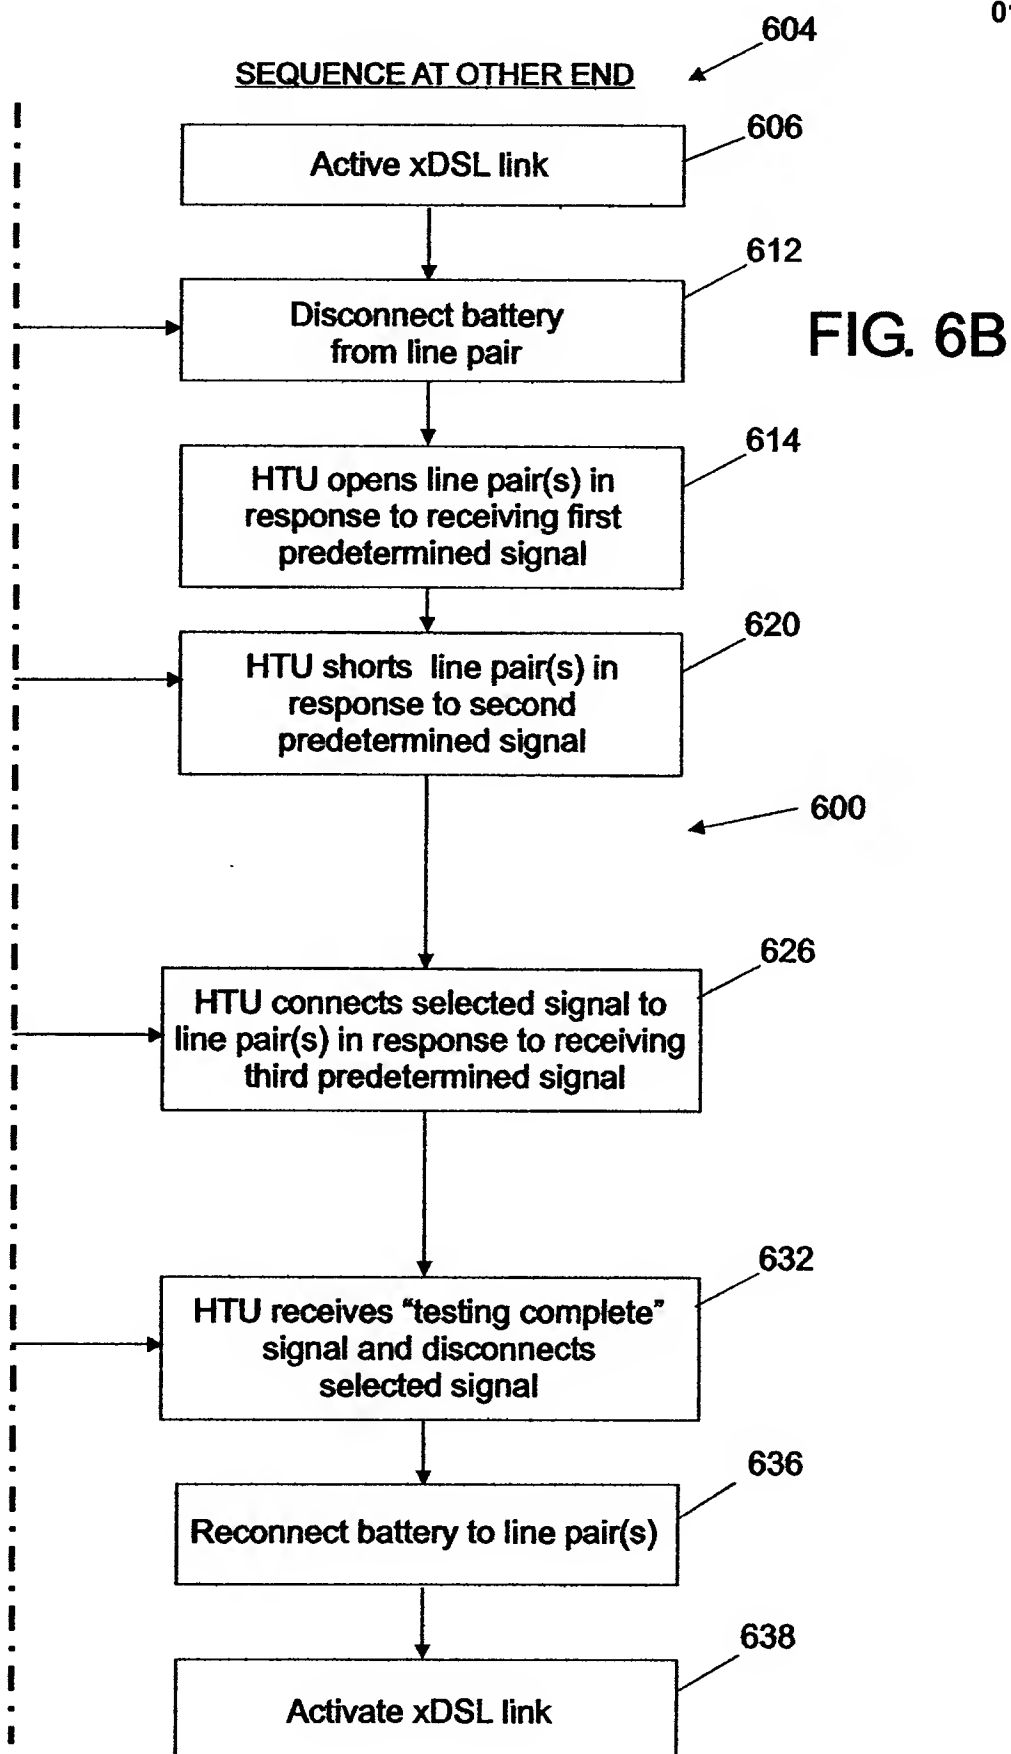 01
604
SEQUENCE AT OTHER END
606
Active xDSL link
612
Disconnect battery
from line pair
FIG. 6B
614
HTU opens line pair(s) in
response to receiving first
predetermined signal
620
HTU shorts line pair(s) in
response to second
predetermined signal
600
626
HTU connects selected signal to
line pair(s) in response to receiving
third predetermined signal
632
HTU receives “testing complete”
signal and disconnects
selected signal
636
Reconnect battery to line pair(s)
638
Activate xDSL link